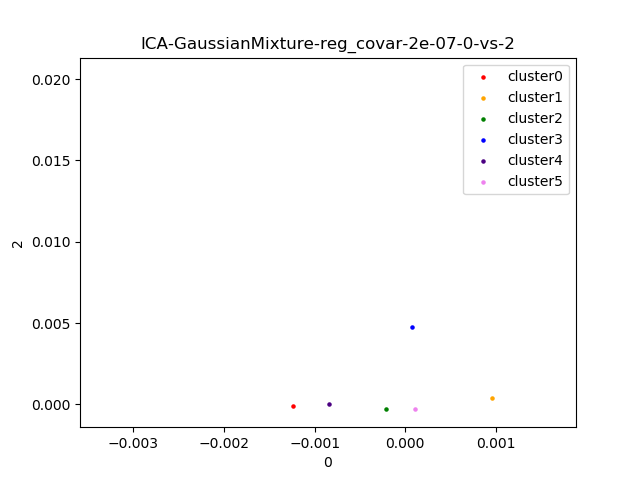 ICA-GaussianMixture-reg_covar-2e-07-0-vs-2
0.020
0.015
0.010
0.005
0.000
2
cluster0
cluster1
cluster2
cluster3
cluster4
cluster5
−0.003 −0.002 −0.001 0.000 0.001
0